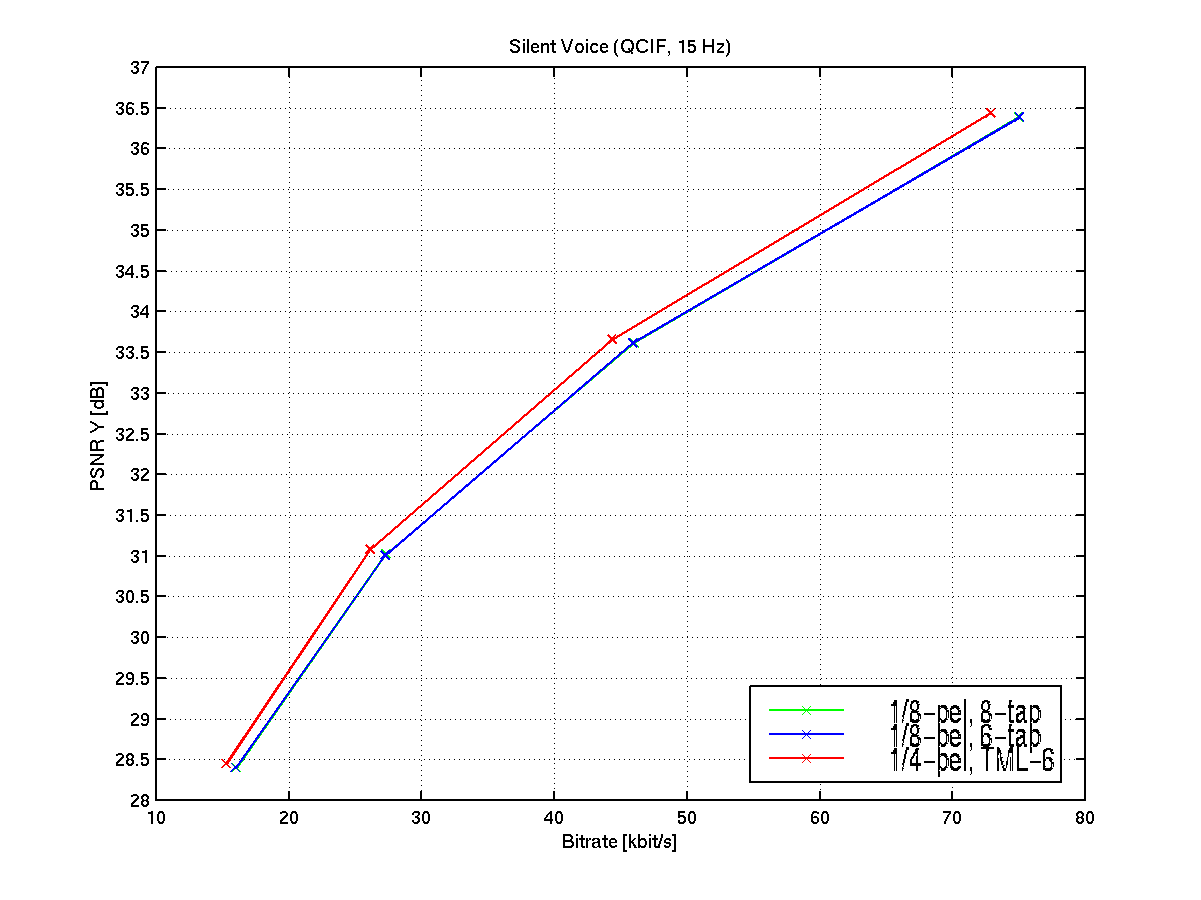 Silent Voice (QCIF, 15 Hz)
37
36.5
36
35.5
35
34.5
34
33.5
33
32.5
32
31.5
31
30.5
30
29.5
29
28.5
28
PSNR Y [dB]
10 20 30 40 50 60 70 80
Bitrate [kbit/s]
1/8-pel, 8-tap
1/8-pel, 6-tap
1/4-pel, TML-6